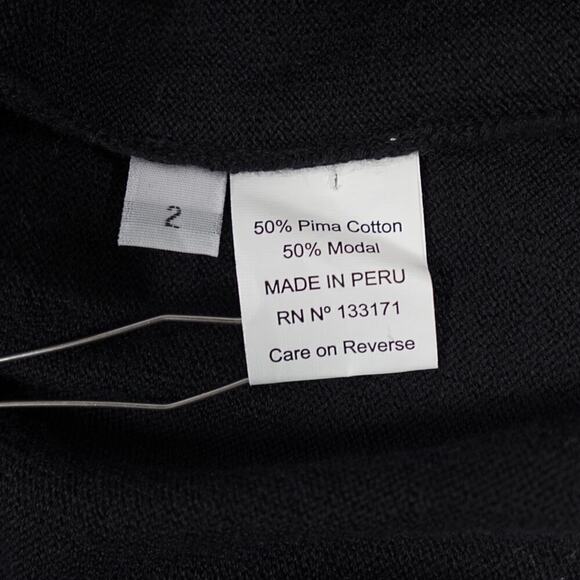 2
50% Pima Cotton
50% Modal
MADE IN PERU
RN Nº 133171
Care on Reverse